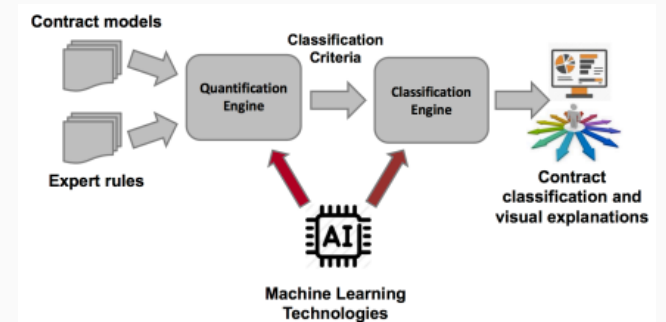 Contract models
Classification
Criteria
Quantification
Engine
Classification
Engine
Expert rules
Contract
classification and
visual explanations
AI
Machine Learning
Technologies